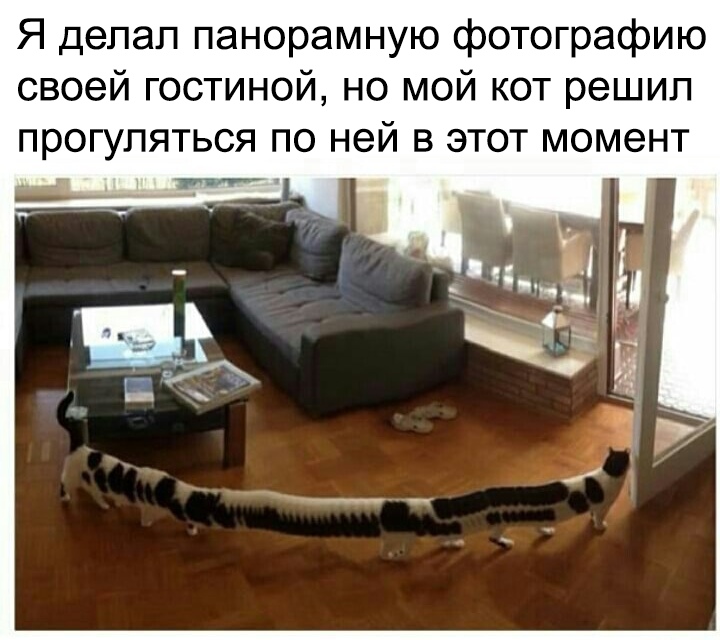 Я делал панорамную фотографию
своей гостиной, но мой кот решил
прогуляться по ней в этот момент